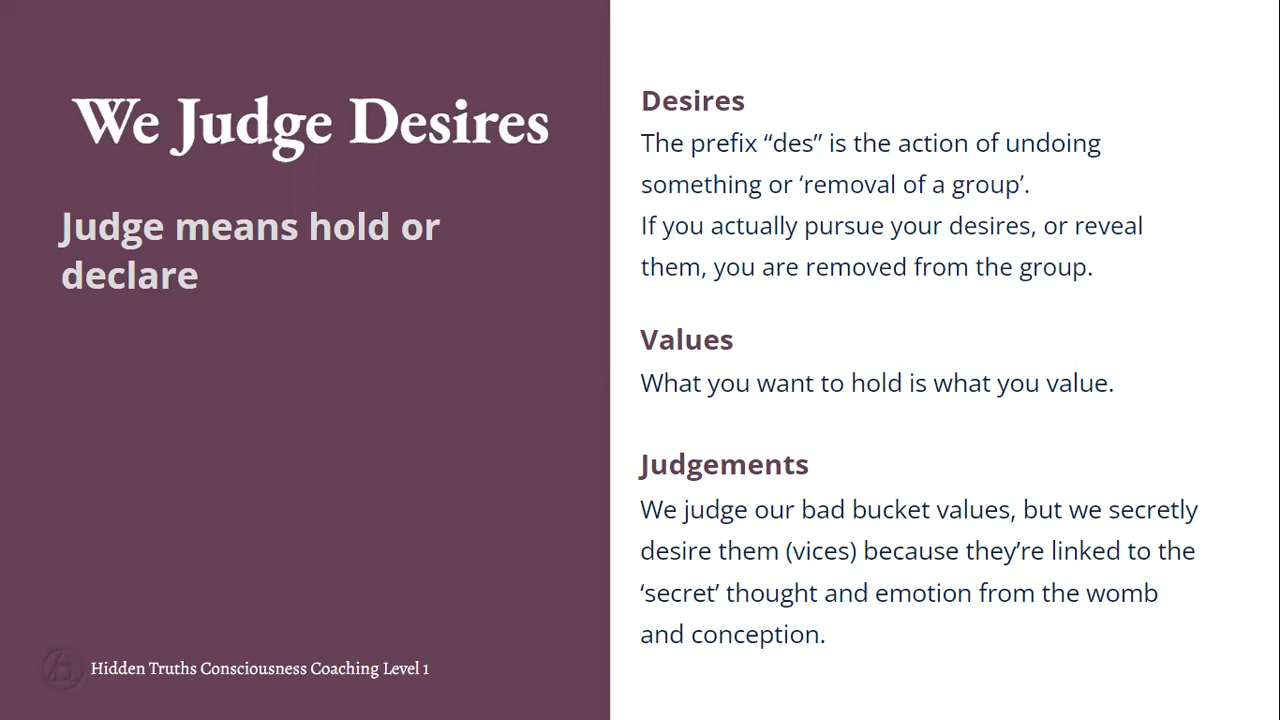 We Judge Desires
Judge means hold or
declare
Hidden Truths Consciousness Coaching Level 1
Desires
The prefix “des” is the action of undoing
something or ‘removal of a group’.
If you actually pursue your desires, or reveal
them, you are removed from the group.
Values
What you want to hold is what you value.
Judgements
We judge our bad bucket values, but we secretly
desire them (vices) because they’re linked to the
‘secret’ thought and emotion from the womb
and conception.